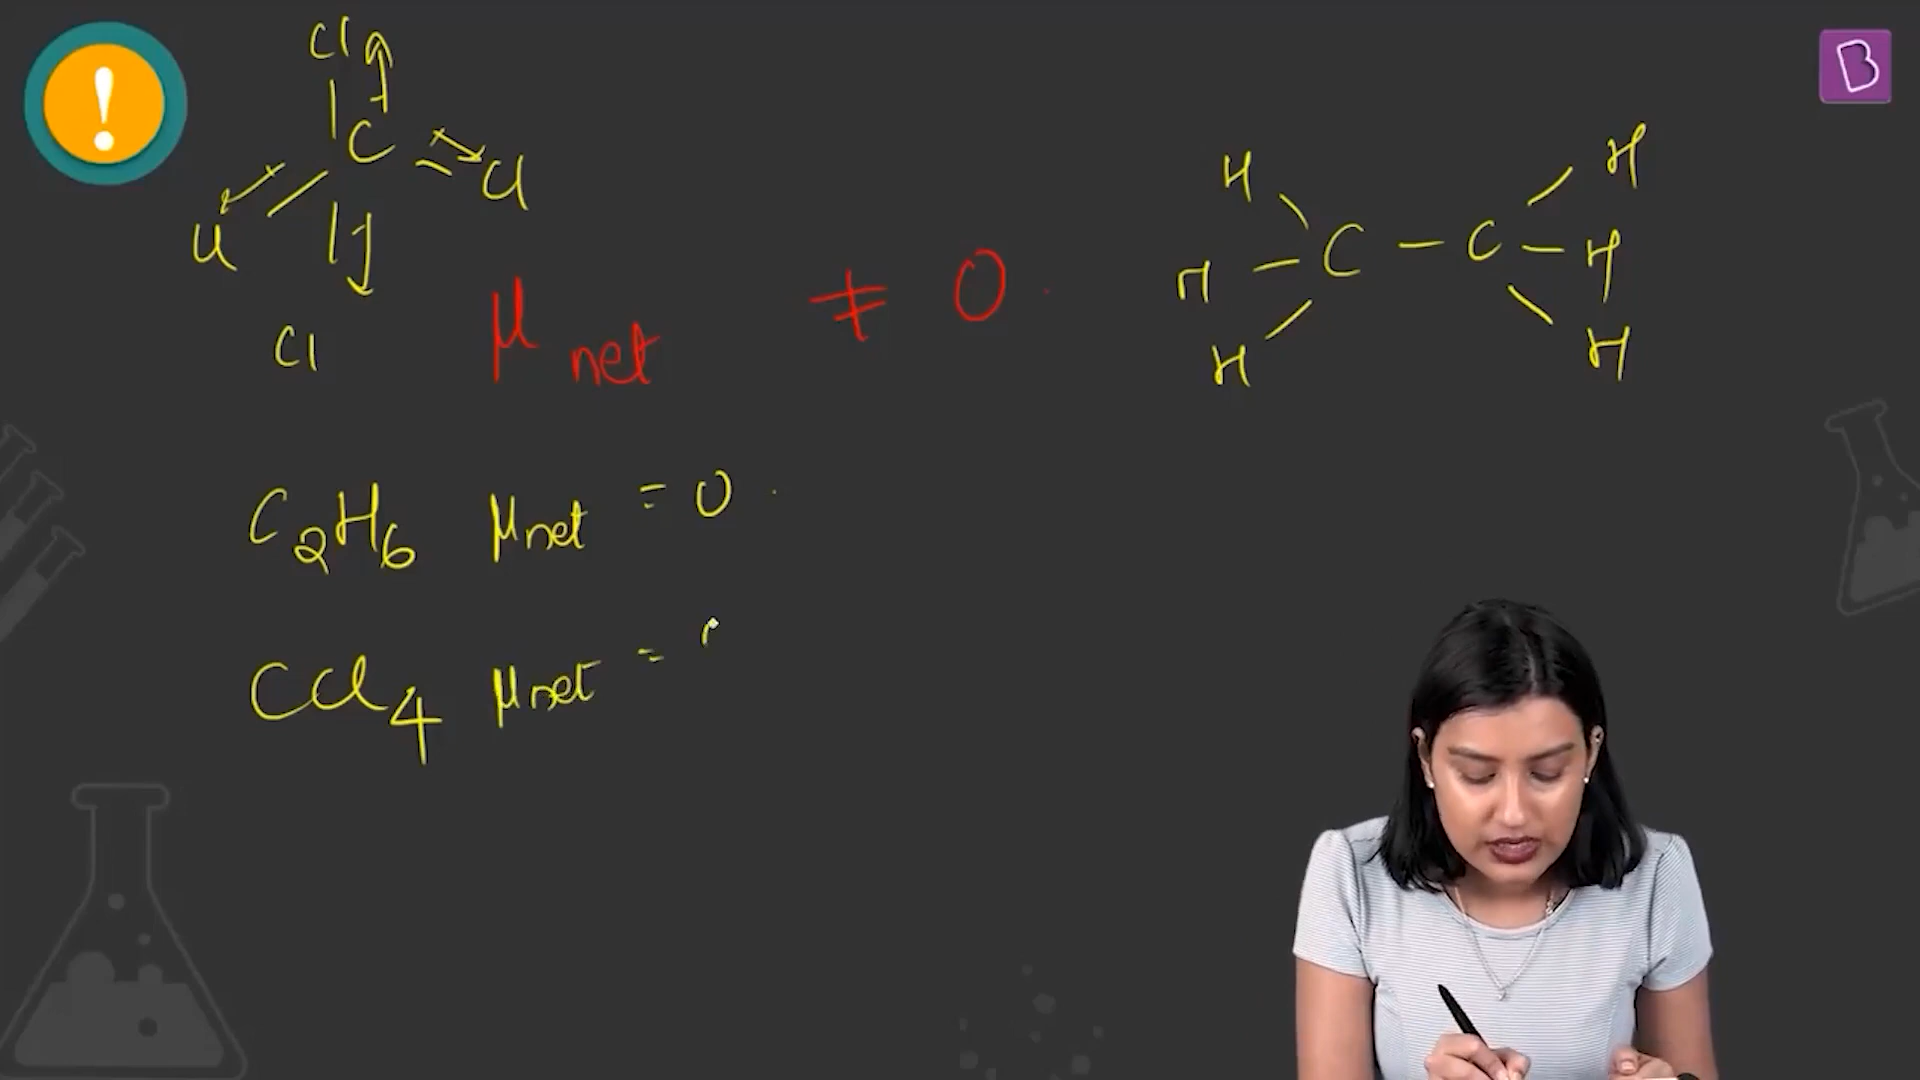 !
B
Cl
C
Cl
Cl
Cl
μnet ≠ 0
H H
H - C - C - H
H H
C2H6 μnet = 0
CCl4 μnet =